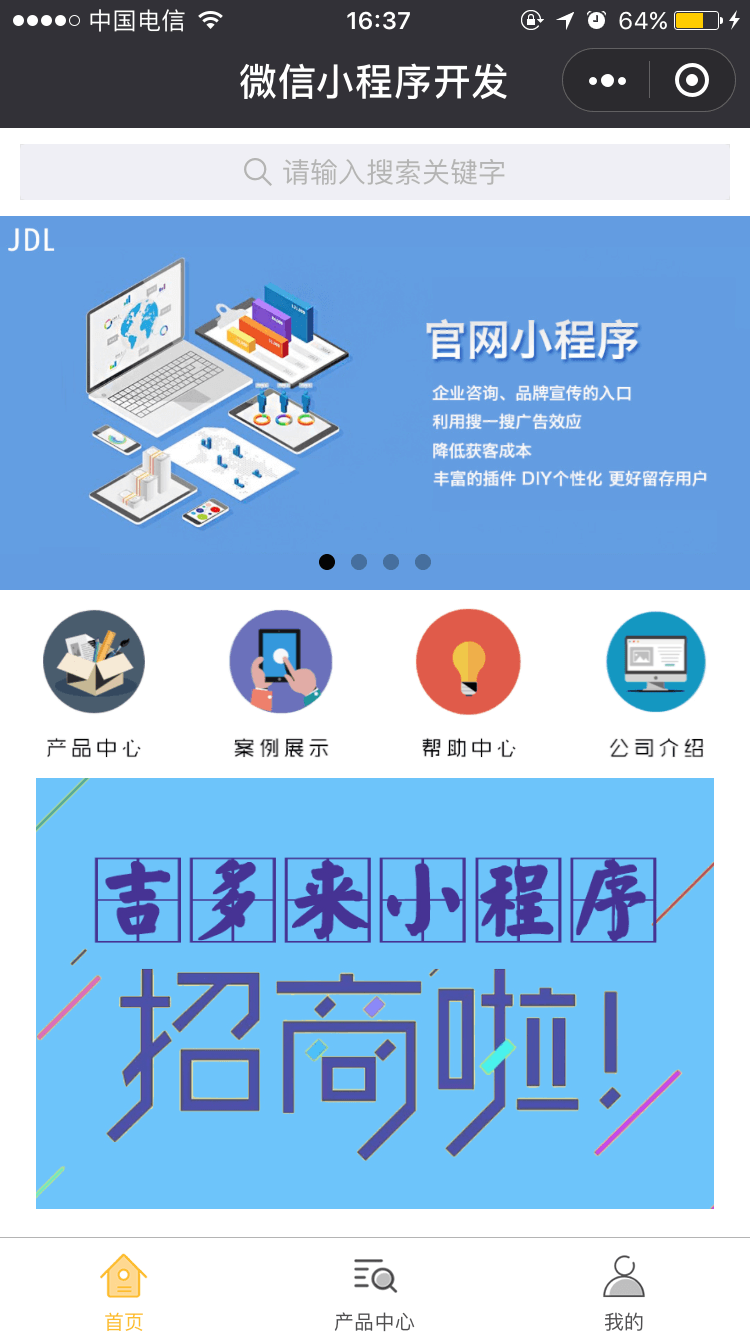 中国电信 16:37 64%
微信小程序开发
请输入搜索关键字
JDL
官网小程序
企业咨询、品牌宣传的入口
利用搜一搜广告效应
降低获客成本
丰富的插件 DIY个性化 更好留存用户
产品中心 案例展示 帮助中心 公司介绍
吉多来小程序
招商啦!
首页 产品中心 我的